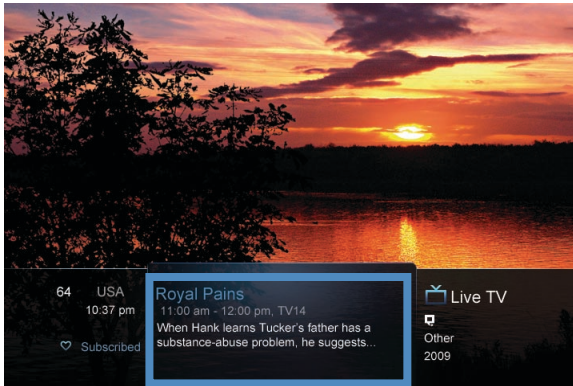 64 USA
10:37 pm
Subscribed
Royal Pains
11:00 am - 12:00 pm, TV14
When Hank learns Tucker's father has a
substance-abuse problem, he suggests...
Live TV
Other
2009